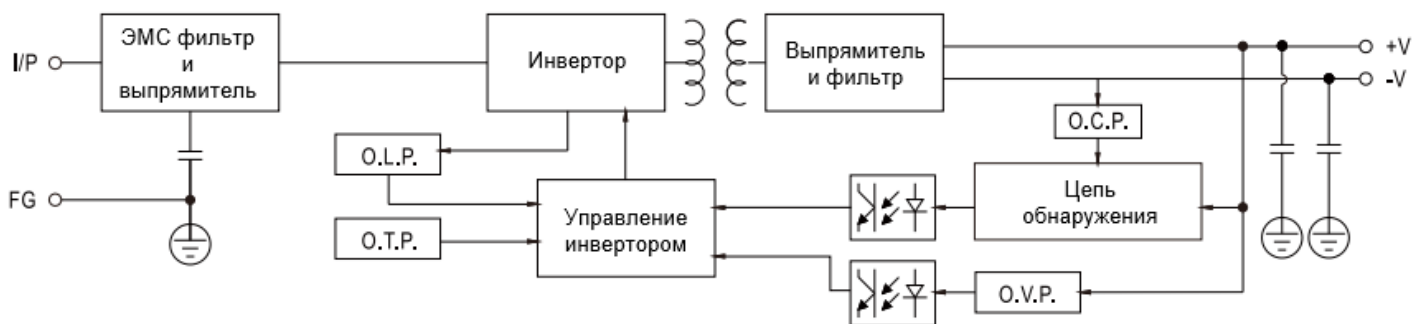 ЭМС фильтр
и
выпрямитель
I/P
Инвертор
Выпрямитель
и фильтр
+V
-V
O.C.P.
O.L.P.
FG
Управление
инвертором
Цепь
обнаружения
O.T.P.
O.V.P.